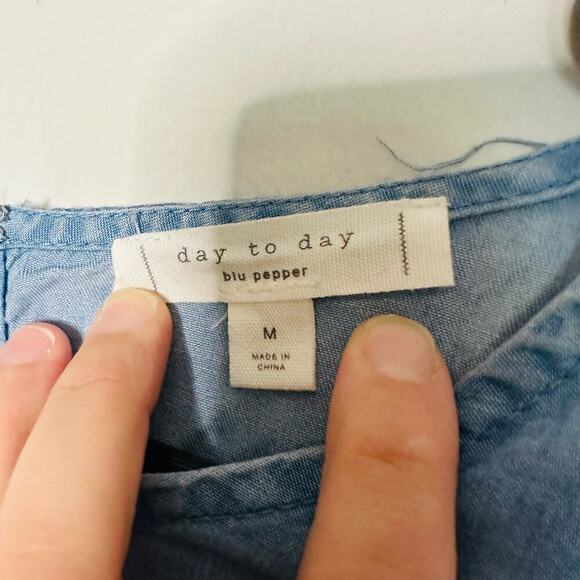 day to day
blu pepper
M
MADE IN
CHINA